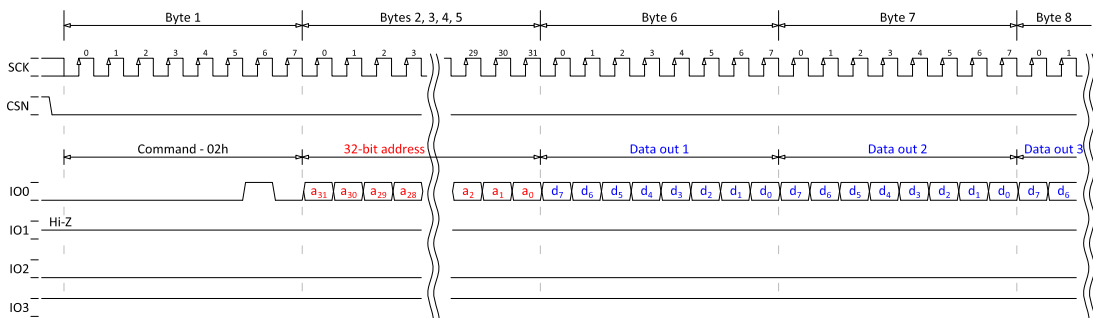 Byte 1 Bytes 2, 3, 4, 5 Byte 6 Byte 7 Byte 8
0 1 2 3 4 5 6 7 0 1 2 3 29 30 31 0 1 2 3 4 5 6 7 0 1 2 3 4 5 6 7 0 1
SCK
CSN
Command - 02h 32-bit address Data out 1 Data out 2 Data out 3
IO0 a31 a30 a29 a28 a2 a1 a0 d7 d6 d5 d4 d3 d2 d1 d0 d7 d6 d5 d4 d3 d2 d1 d0 d7 d6
Hi-Z
IO1
IO2
IO3